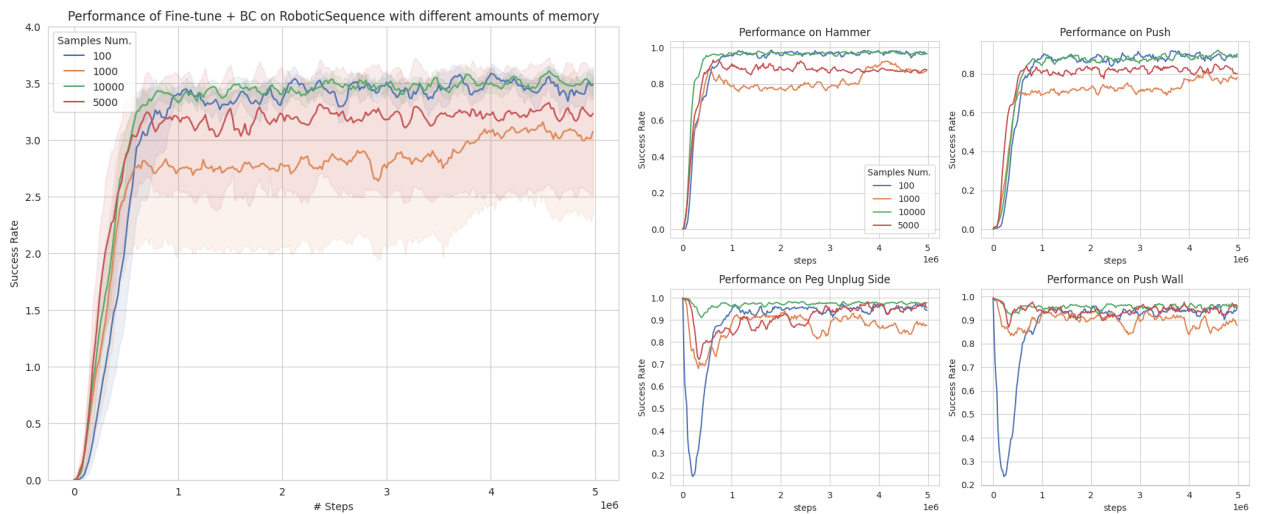 Performance of Fine-tune + BC on RoboticSequence with different amounts of memory
Samples Num.
100
1000
10000
5000
Success Rate
4.0
3.5
3.0
2.5
2.0
1.5
1.0
0.5
0.0
0 1 2 3 4 5
1e6
# Steps
Performance on Hammer
Success Rate
1.0
0.8
0.6
0.4
0.2
0.0
Samples Num.
100
1000
10000
5000
0 1 2 3 4 5
1e6
steps
Performance on Push
Success Rate
0.8
0.6
0.4
0.2
0.0
0 1 2 3 4 5
1e6
steps
Performance on Peg Unplug Side
Success Rate
1.0
0.9
0.8
0.7
0.6
0.5
0.4
0.3
0.2
0 1 2 3 4 5
1e6
steps
Performance on Push Wall
Success Rate
1.0
0.9
0.8
0.7
0.6
0.5
0.4
0.3
0.2
0 1 2 3 4 5
1e6
steps